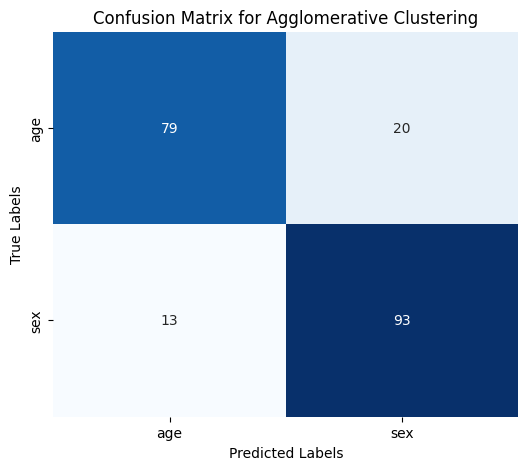 Confusion Matrix for Agglomerative Clustering
True Labels
age
79
20
sex
13
93
age
sex
Predicted Labels